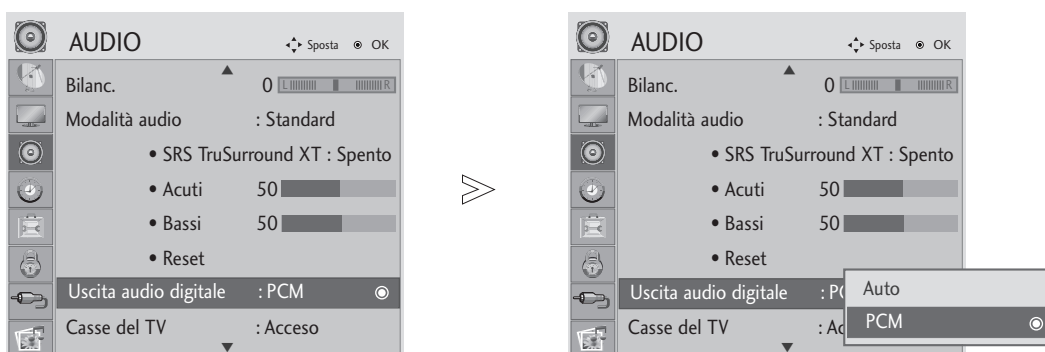 AUDIO Sposta OK
Bilanc. 0 L R
Modalità audio : Standard
• SRS TruSurround XT : Spento
• Acuti 50
• Bassi 50
• Reset
Uscita audio digitale : PCM
Casse del TV : Acceso
AUDIO Sposta OK
Bilanc. 0 L R
Modalità audio : Standard
• SRS TruSurround XT : Spento
• Acuti 50
• Bassi 50
• Reset
Uscita audio digitale
Casse del TV
Auto
PCM